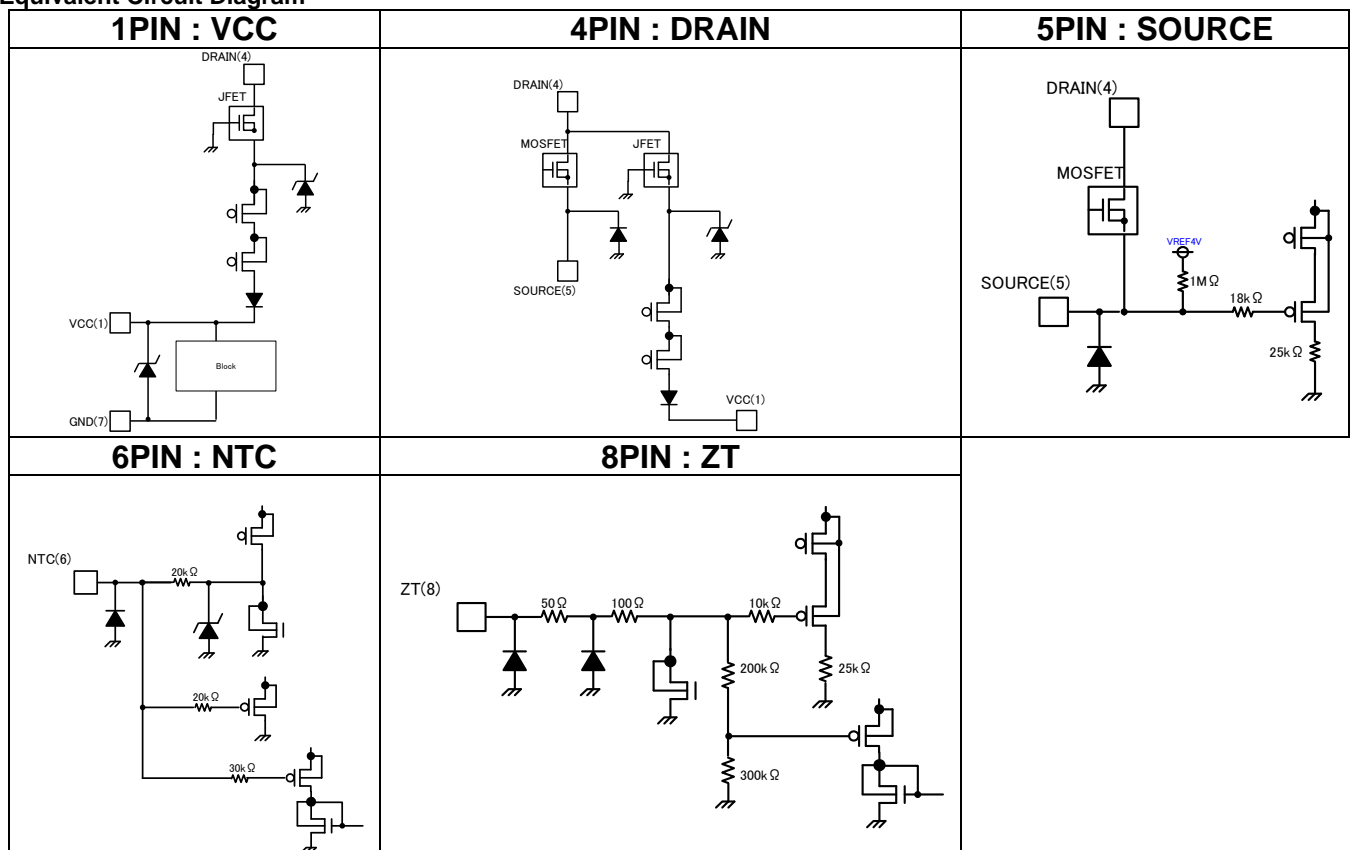 Equivalent Circuit Diagram
1PIN : VCC
4PIN : DRAIN
5PIN : SOURCE
DRAIN(4)
JFET
VCC(1)
Block
GND(7)
DRAIN(4)
MOSFET
JFET
SOURCE(5)
VCC(1)
DRAIN(4)
MOSFET
VREF4V
SOURCE(5)
1MΩ
18kΩ
25kΩ
6PIN : NTC
8PIN : ZT
NTC(6)
20kΩ
20kΩ
30kΩ
ZT(8)
50Ω
100Ω
10kΩ
200kΩ
25kΩ
300kΩ